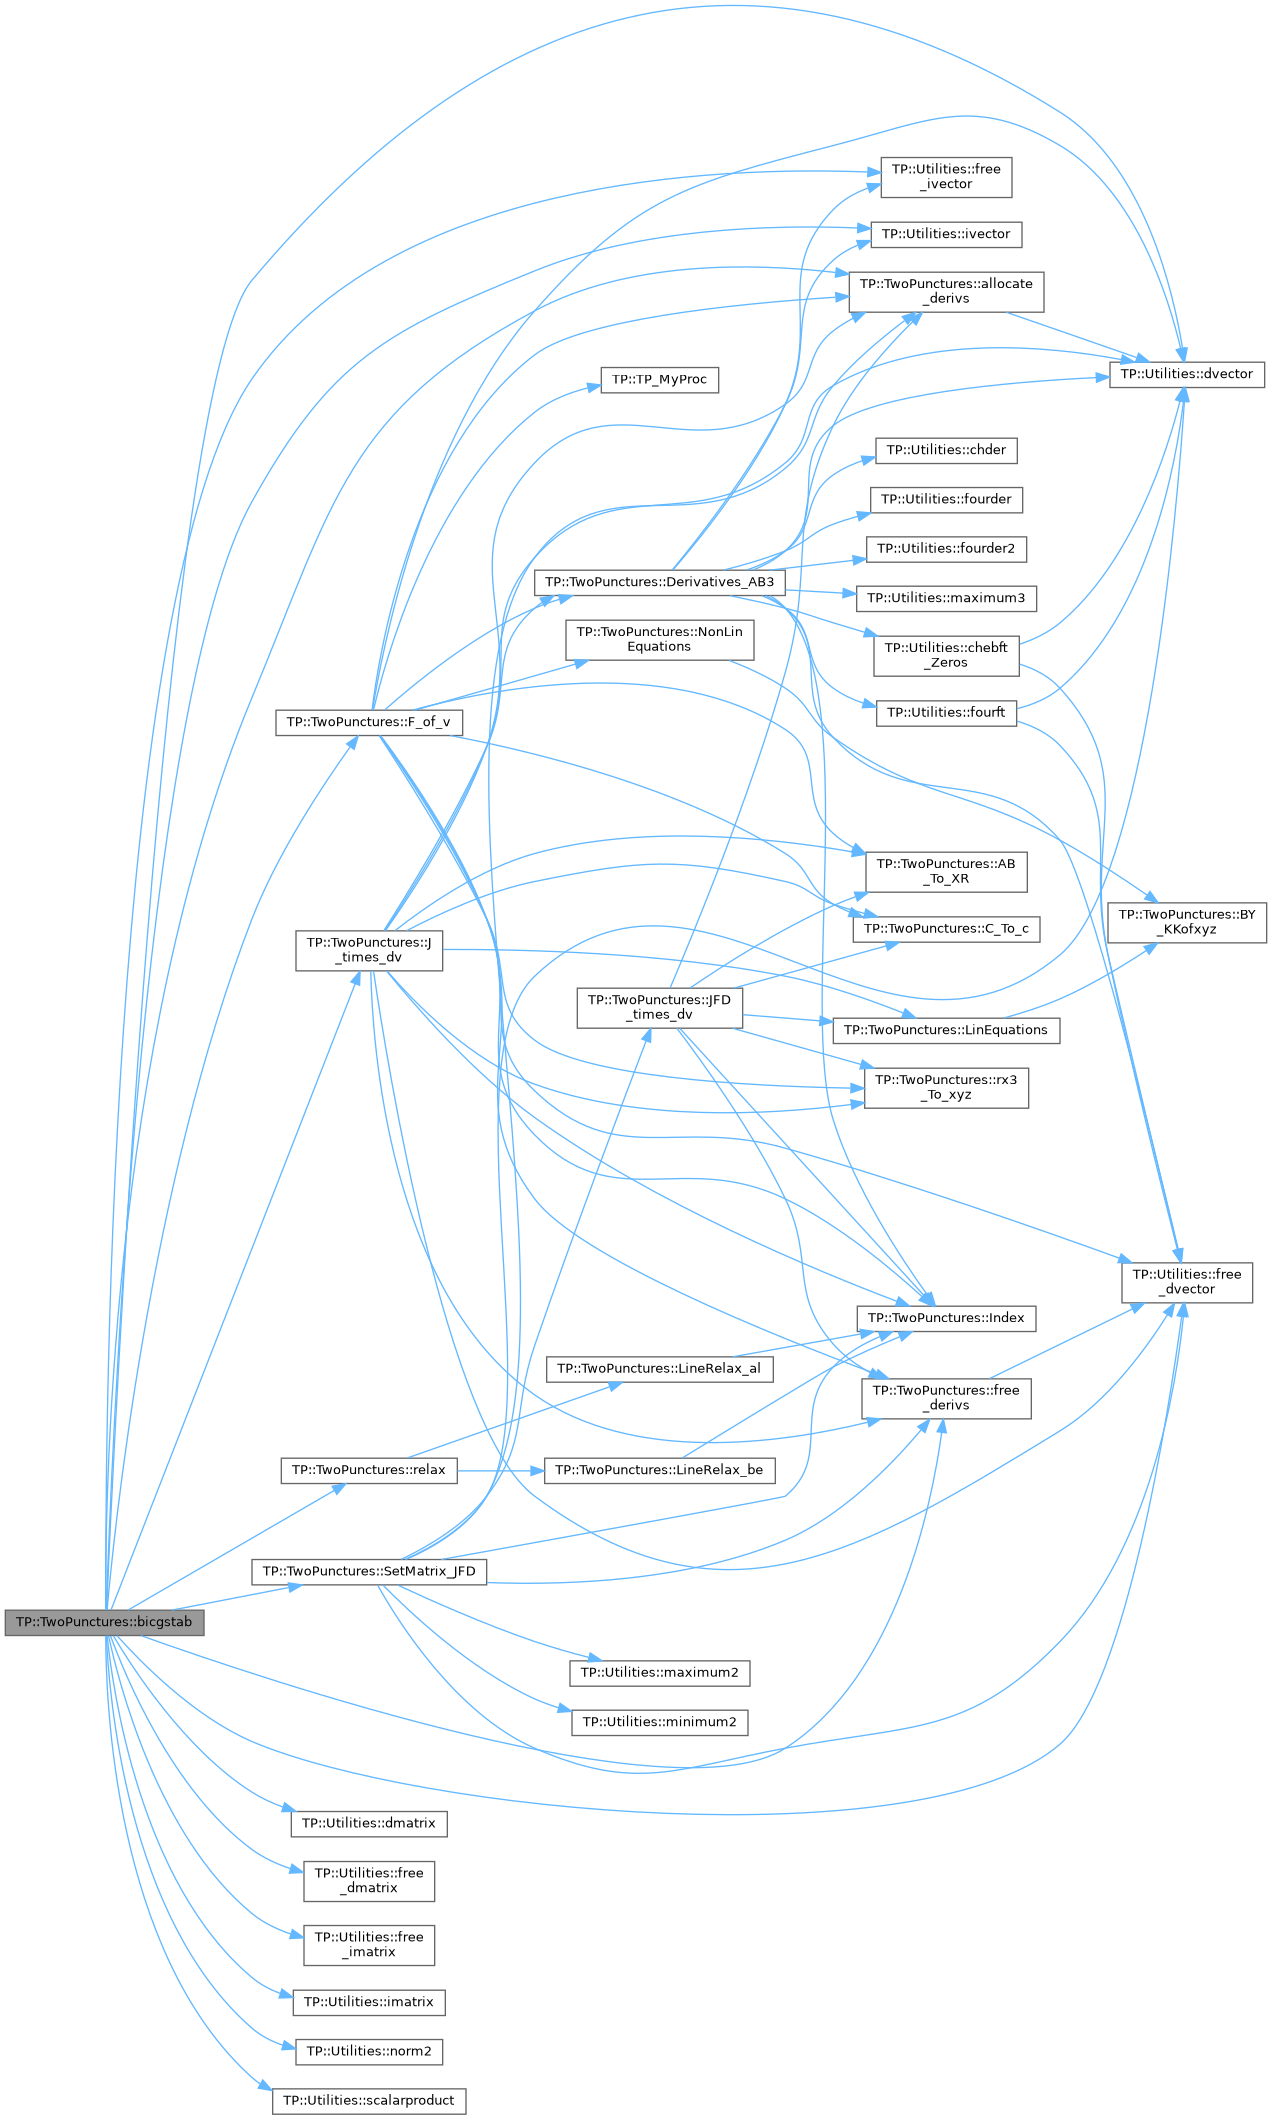 TP::Utilities::free
_ivector
TP::Utilities::ivector
TP::TwoPunctures::allocate
_derivs
TP::TP_MyProc
TP::Utilities::dvector
TP::Utilities::chder
TP::Utilities::fourder
TP::Utilities::fourder2
TP::TwoPunctures::Derivatives_AB3
TP::Utilities::maximum3
TP::TwoPunctures::NonLin
Equations
TP::Utilities::chebft
_Zeros
TP::TwoPunctures::F_of_v
TP::Utilities::fourft
TP::TwoPunctures::AB
_To_XR
TP::TwoPunctures::BY
_KKofxyz
TP::TwoPunctures::C_To_c
TP::TwoPunctures::J
_times_dv
TP::TwoPunctures::JFD
_times_dv
TP::TwoPunctures::LinEquations
TP::TwoPunctures::rx3
_To_xyz
TP::Utilities::free
_dvector
TP::TwoPunctures::Index
TP::TwoPunctures::LineRelax_al
TP::TwoPunctures::free
_derivs
TP::TwoPunctures::relax
TP::TwoPunctures::LineRelax_be
TP::TwoPunctures::SetMatrix_JFD
TP::TwoPunctures::bicgstab
TP::Utilities::maximum2
TP::Utilities::minimum2
TP::Utilities::dmatrix
TP::Utilities::free
_dmatrix
TP::Utilities::free
_imatrix
TP::Utilities::imatrix
TP::Utilities::norm2
TP::Utilities::scalarproduct